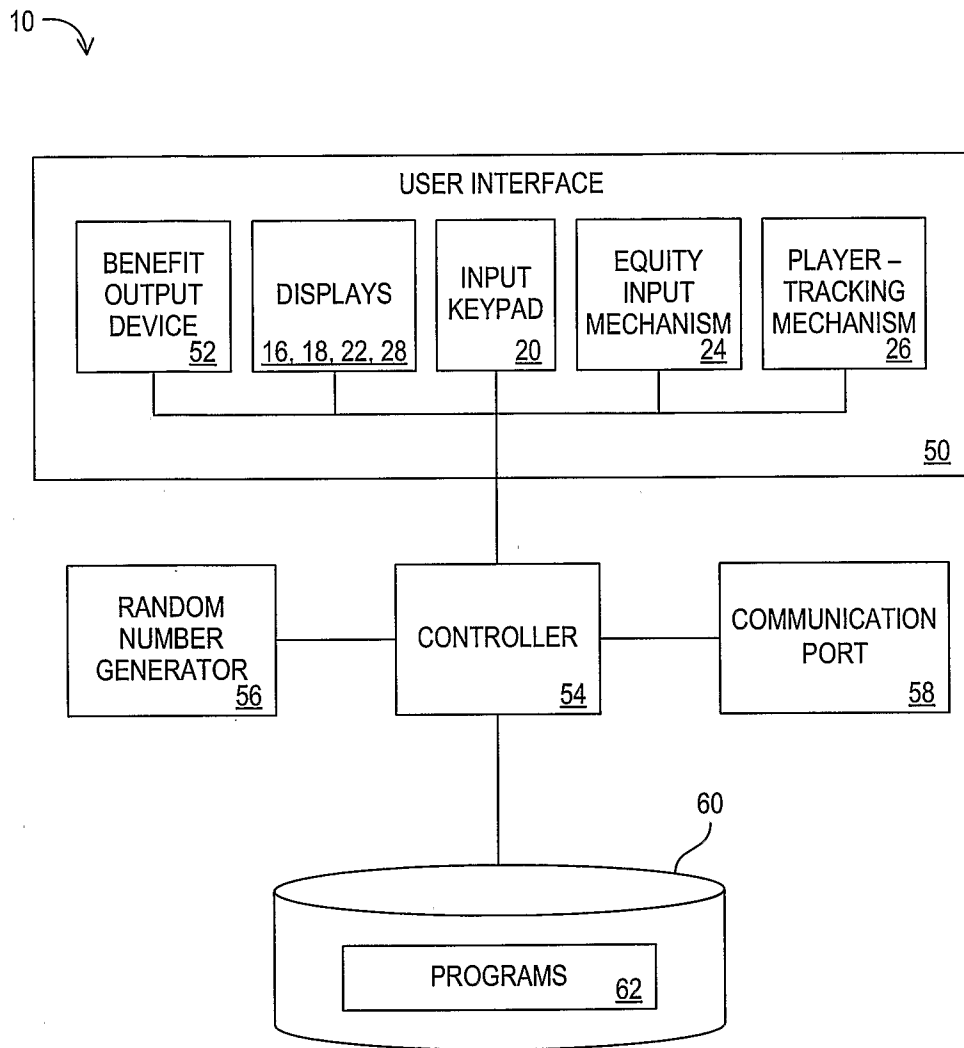 10
USER INTERFACE
BENEFIT
OUTPUT
DEVICE
52
DISPLAYS
16, 18, 22, 28
INPUT
KEYPAD
20
EQUITY
INPUT
MECHANISM
24
PLAYER –
TRACKING
MECHANISM
26
50
RANDOM
NUMBER
GENERATOR
56
CONTROLLER
54
COMMUNICATION
PORT
58
60
PROGRAMS
62